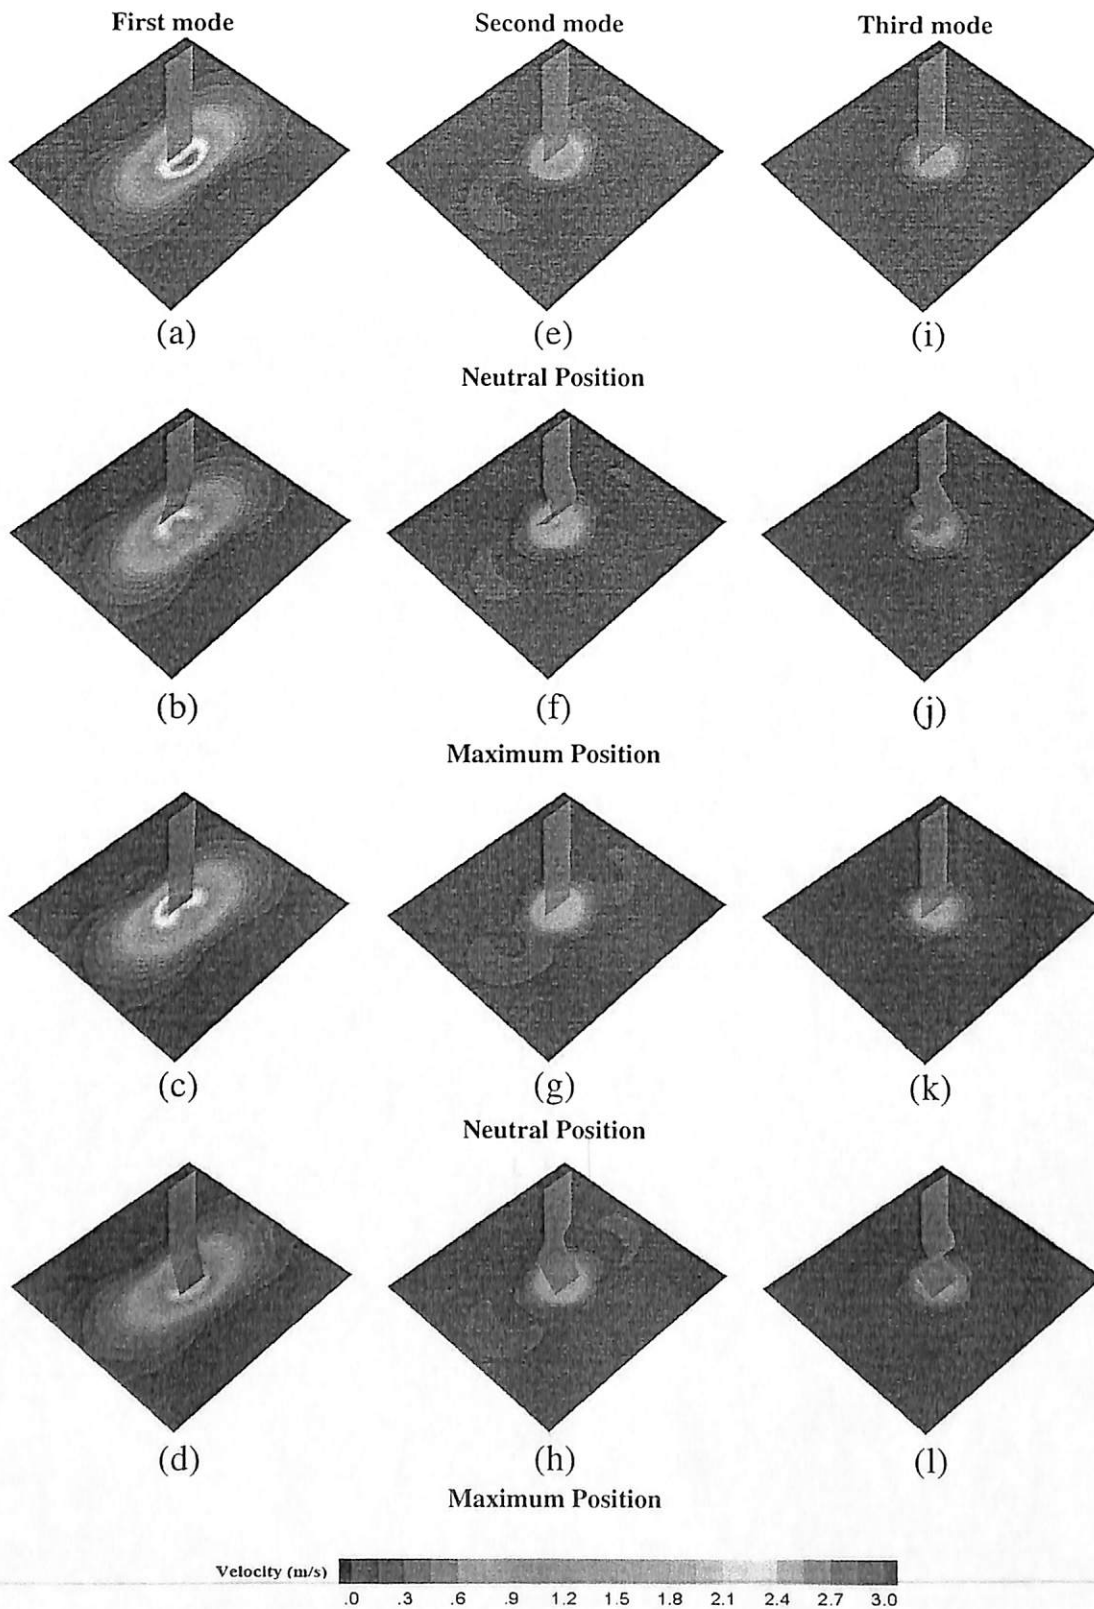 First mode Second mode Third mode
(a) (e) (i)
Neutral Position
(b) (f) (j)
Maximum Position
(c) (g) (k)
Neutral Position
(d) (h) (l)
Maximum Position
Velocity (m/s)
.0 .3 .6 .9 1.2 1.5 1.8 2.1 2.4 2.7 3.0